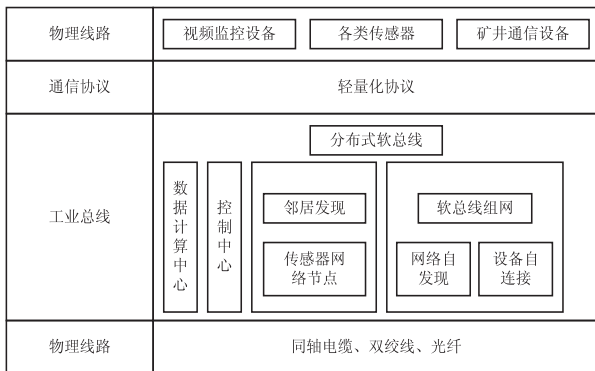 物理线路
视频监控设备
各类传感器
矿井通信设备
通信协议
轻量化协议
工业总线
分布式软总线
数据计算中心
控制中心
邻居发现
传感器网
络节点
软总线组网
网络自
发现
设备自
连接
物理线路
同轴电缆、双绞线、光纤